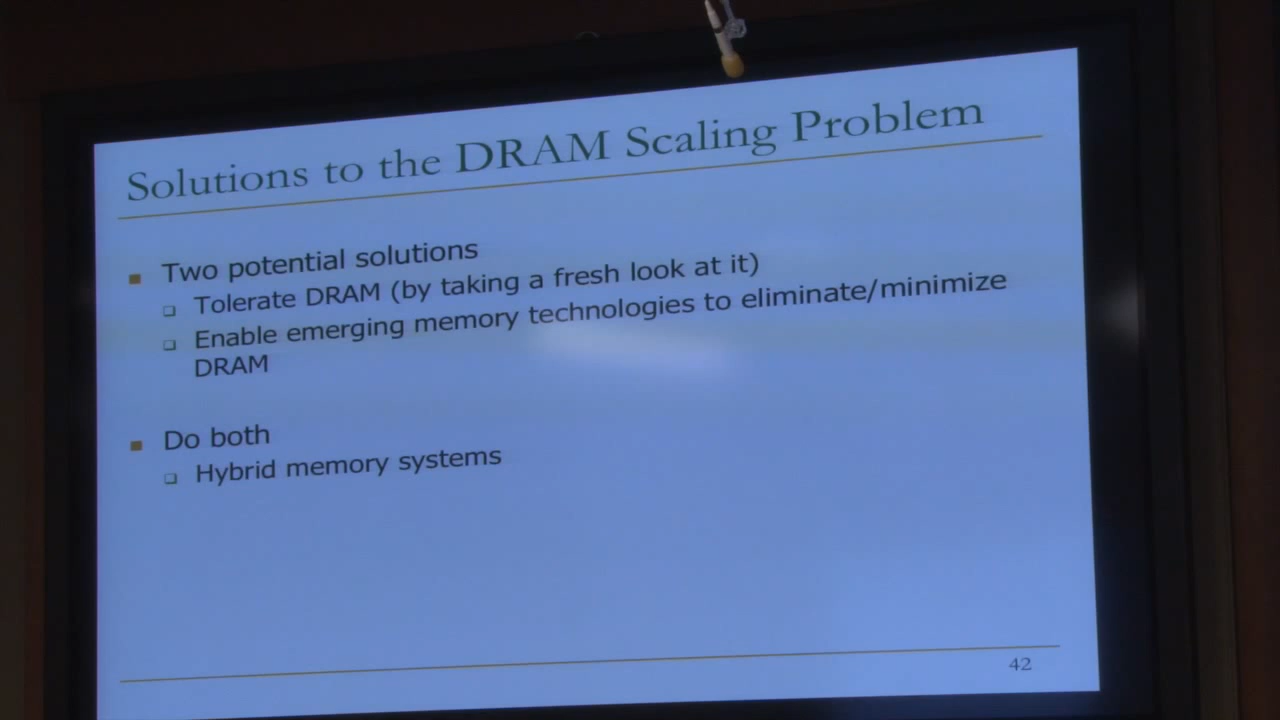 Solutions to the DRAM Scaling Problem
Two potential solutions
Tolerate DRAM (by taking a fresh look at it)
Enable emerging memory technologies to eliminate/minimize
DRAM
Do both
Hybrid memory systems
42